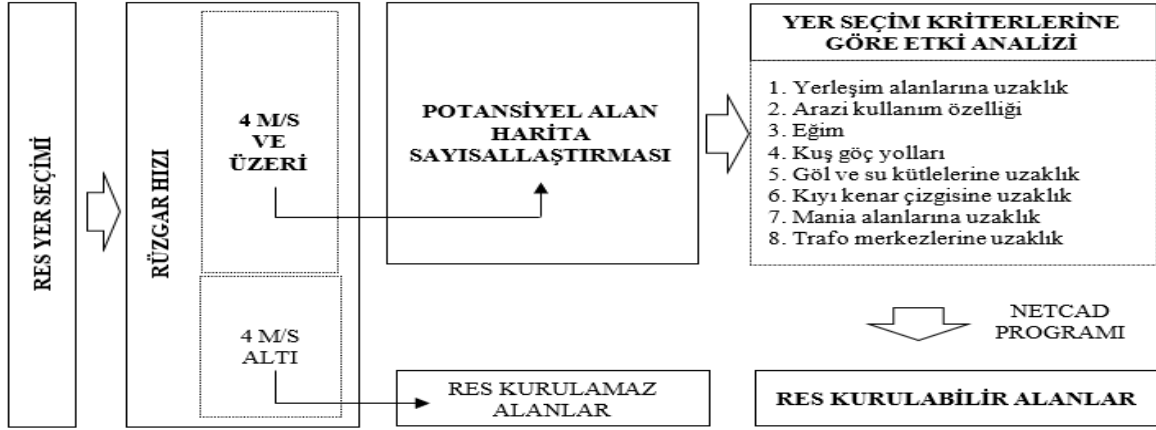 RES YER SEÇİMİ
RÜZGAR HIZI
4 M/S
VE
ÜZERİ
4 M/S
ALTI
POTANSİYEL ALAN
HARİTA
SAYISALLAŞTIRMASI
RES KURULAMAZ
ALANLAR
YER SEÇİM KRİTERLERİNE
GÖRE ETKİ ANALİZİ
1. Yerleşim alanlarına uzaklık
2. Arazi kullanım özelliği
3. Eğim
4. Kuş göç yolları
5. Göl ve su kütlelerine uzaklık
6. Kıyı kenar çizgisine uzaklık
7. Mania alanlarına uzaklık
8. Trafo merkezlerine uzaklık
NETCAD
PROGRAMI
RES KURULABİLİR ALANLAR